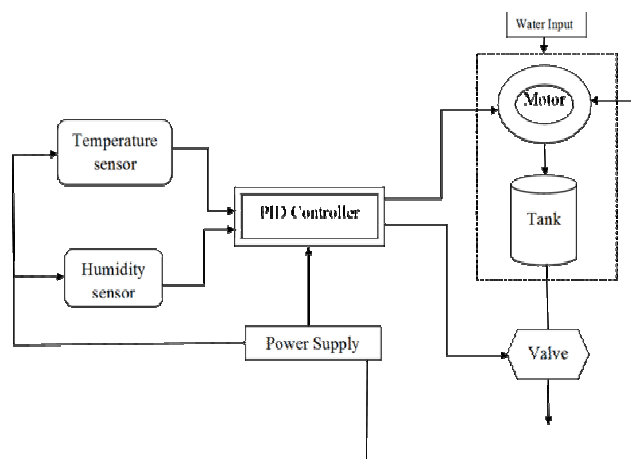 Water Input
Motor
Temperature
sensor
PID Controller
Tank
Humidity
sensor
Power Supply
Valve